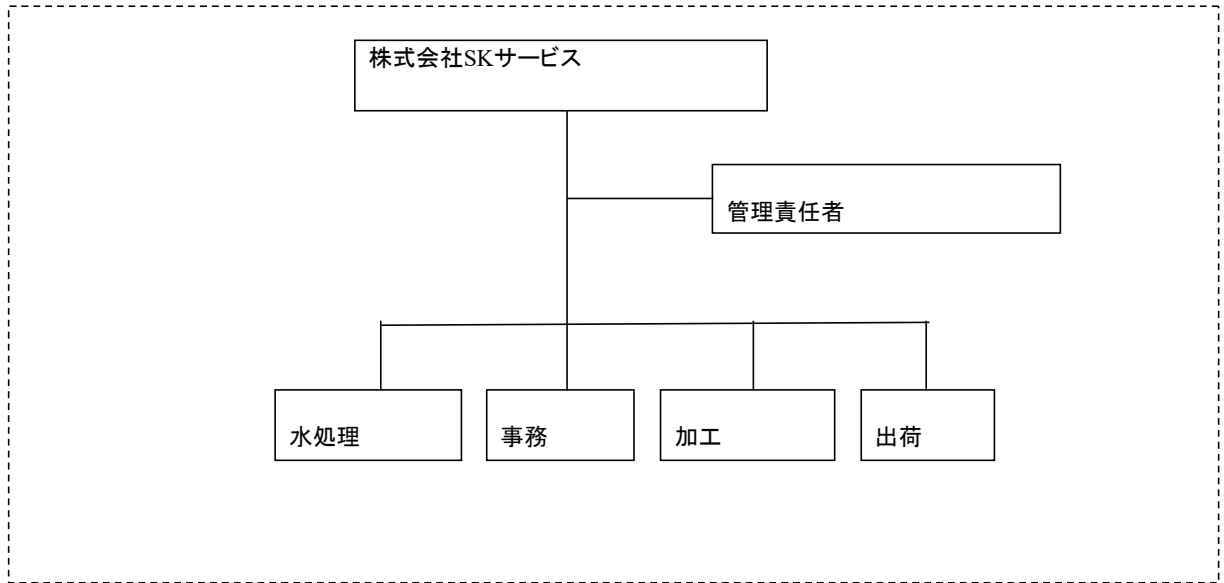 株式会社SKサービス
管理責任者
水処理
事務
加工
出荷